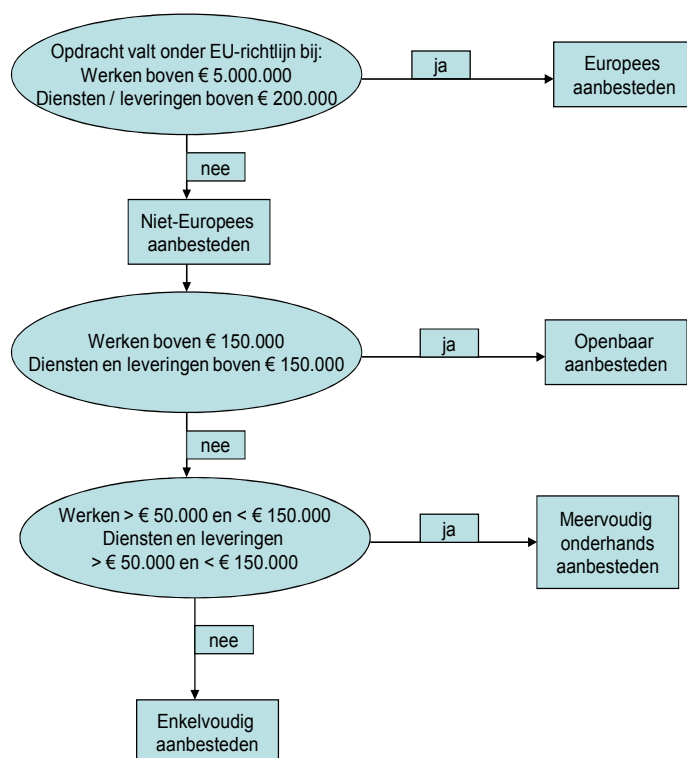 Opdracht valt onder EU-richtlijn bij:
Werken boven € 5.000.000
Diensten / leveringen boven € 200.000
ja
Europees
aanbesteden
nee
Niet-Europees
aanbesteden
Werken boven € 150.000
Diensten en leveringen boven € 150.000
ja
Openbaar
aanbesteden
nee
Werken > € 50.000 en < € 150.000
Diensten en leveringen
> € 50.000 en < € 150.000
ja
Meervoudig
onderhands
aanbesteden
nee
Enkelvoudig
aanbesteden